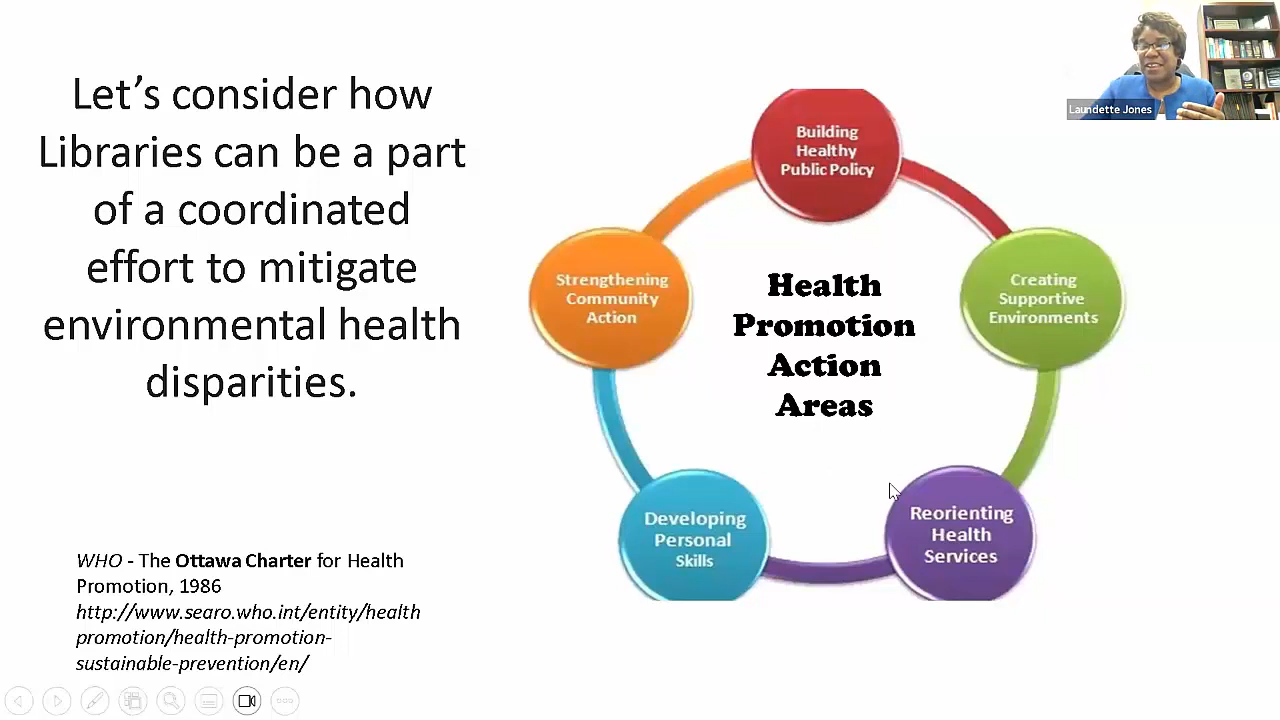 Let's consider how
Libraries can be a part
of a coordinated
effort to mitigate
environmental health
disparities.
WHO - The Ottawa Charter for Health
Promotion, 1986
http://www.searo.who.int/entity/health
promotion/health-promotion-
sustainable-prevention/en/
Building
Healthy
Public Policy
Strengthening
Community
Action
Creating
Supportive
Environments
Health
Promotion
Action
Areas
Developing
Personal
Skills
Reorienting
Health
Services
Laundette Jones